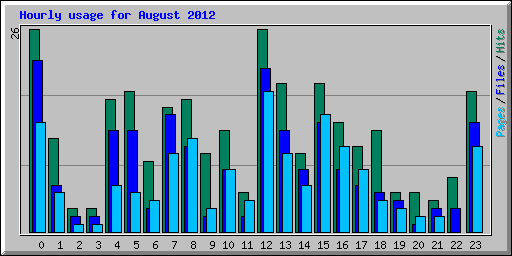 Hourly usage for August 2012
26
Pages/Files/Hits
0 1 2 3 4 5 6 7 8 9 10 11 12 13 14 15 16 17 18 19 20 21 22 23